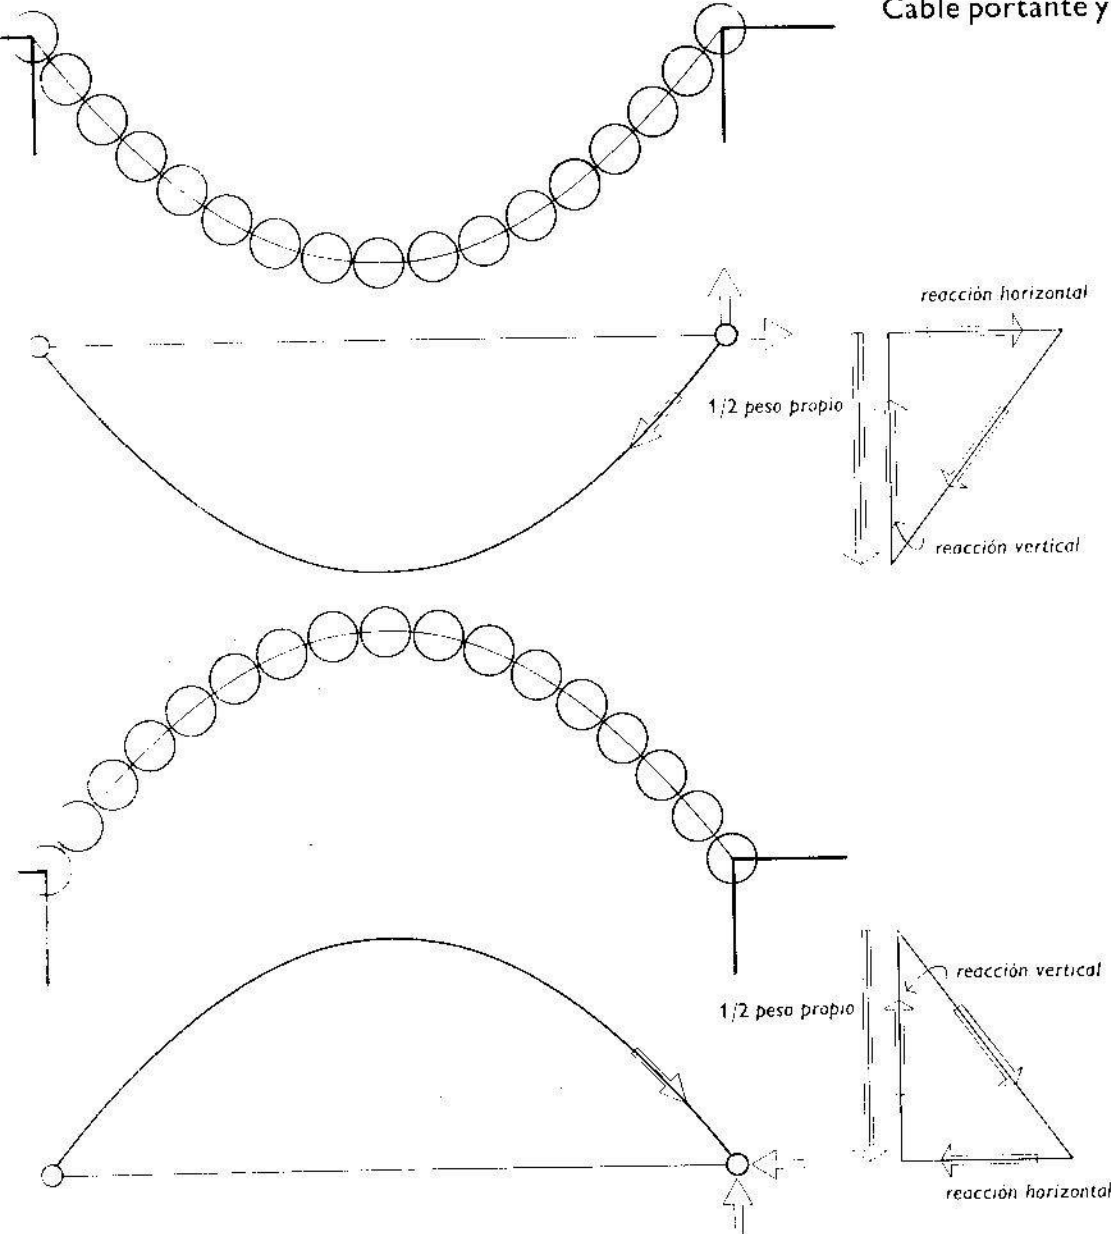 Cable portante y
reacción horizontal
1/2 peso propio
reacción vertical
reacción vertical
1/2 peso propio
reacción horizontal